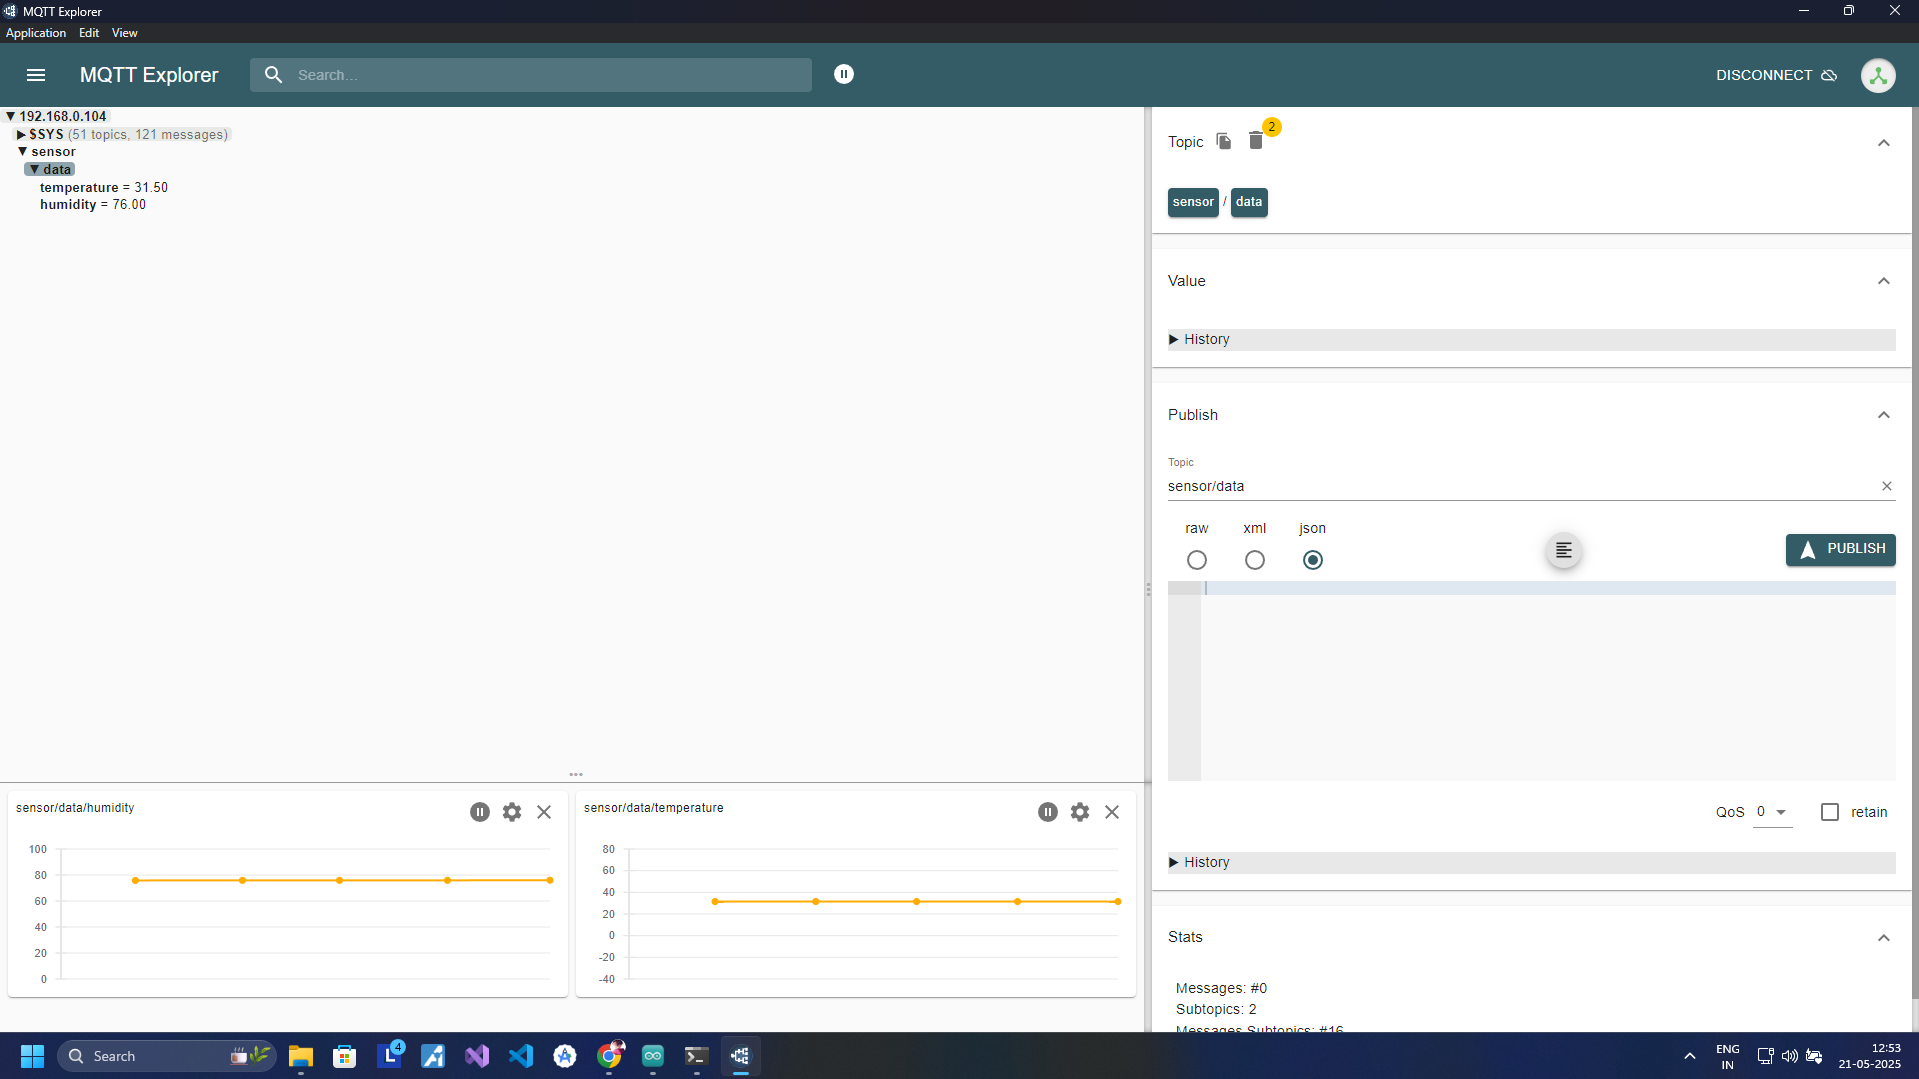 MQTT Explorer
Application Edit View
MQTT Explorer Search... DISCONNECT
▼ 192.168.0.104
▶ $SYS (51 topics, 121 messages)
▼ sensor
▼ data
temperature = 31.50
humidity = 76.00
Topic 2
sensor / data
Value
▶ History
Publish
Topic
sensor/data
raw xml json
PUBLISH
QoS 0 retain
▶ History
Stats
Messages: #0
Subtopics: 2
Messages Subtopics: #16
sensor/data/humidity
100
80
60
40
20
0
sensor/data/temperature
80
60
40
20
0
-20
-40
Search
L 4
ENG
IN
12:53
21-05-2025